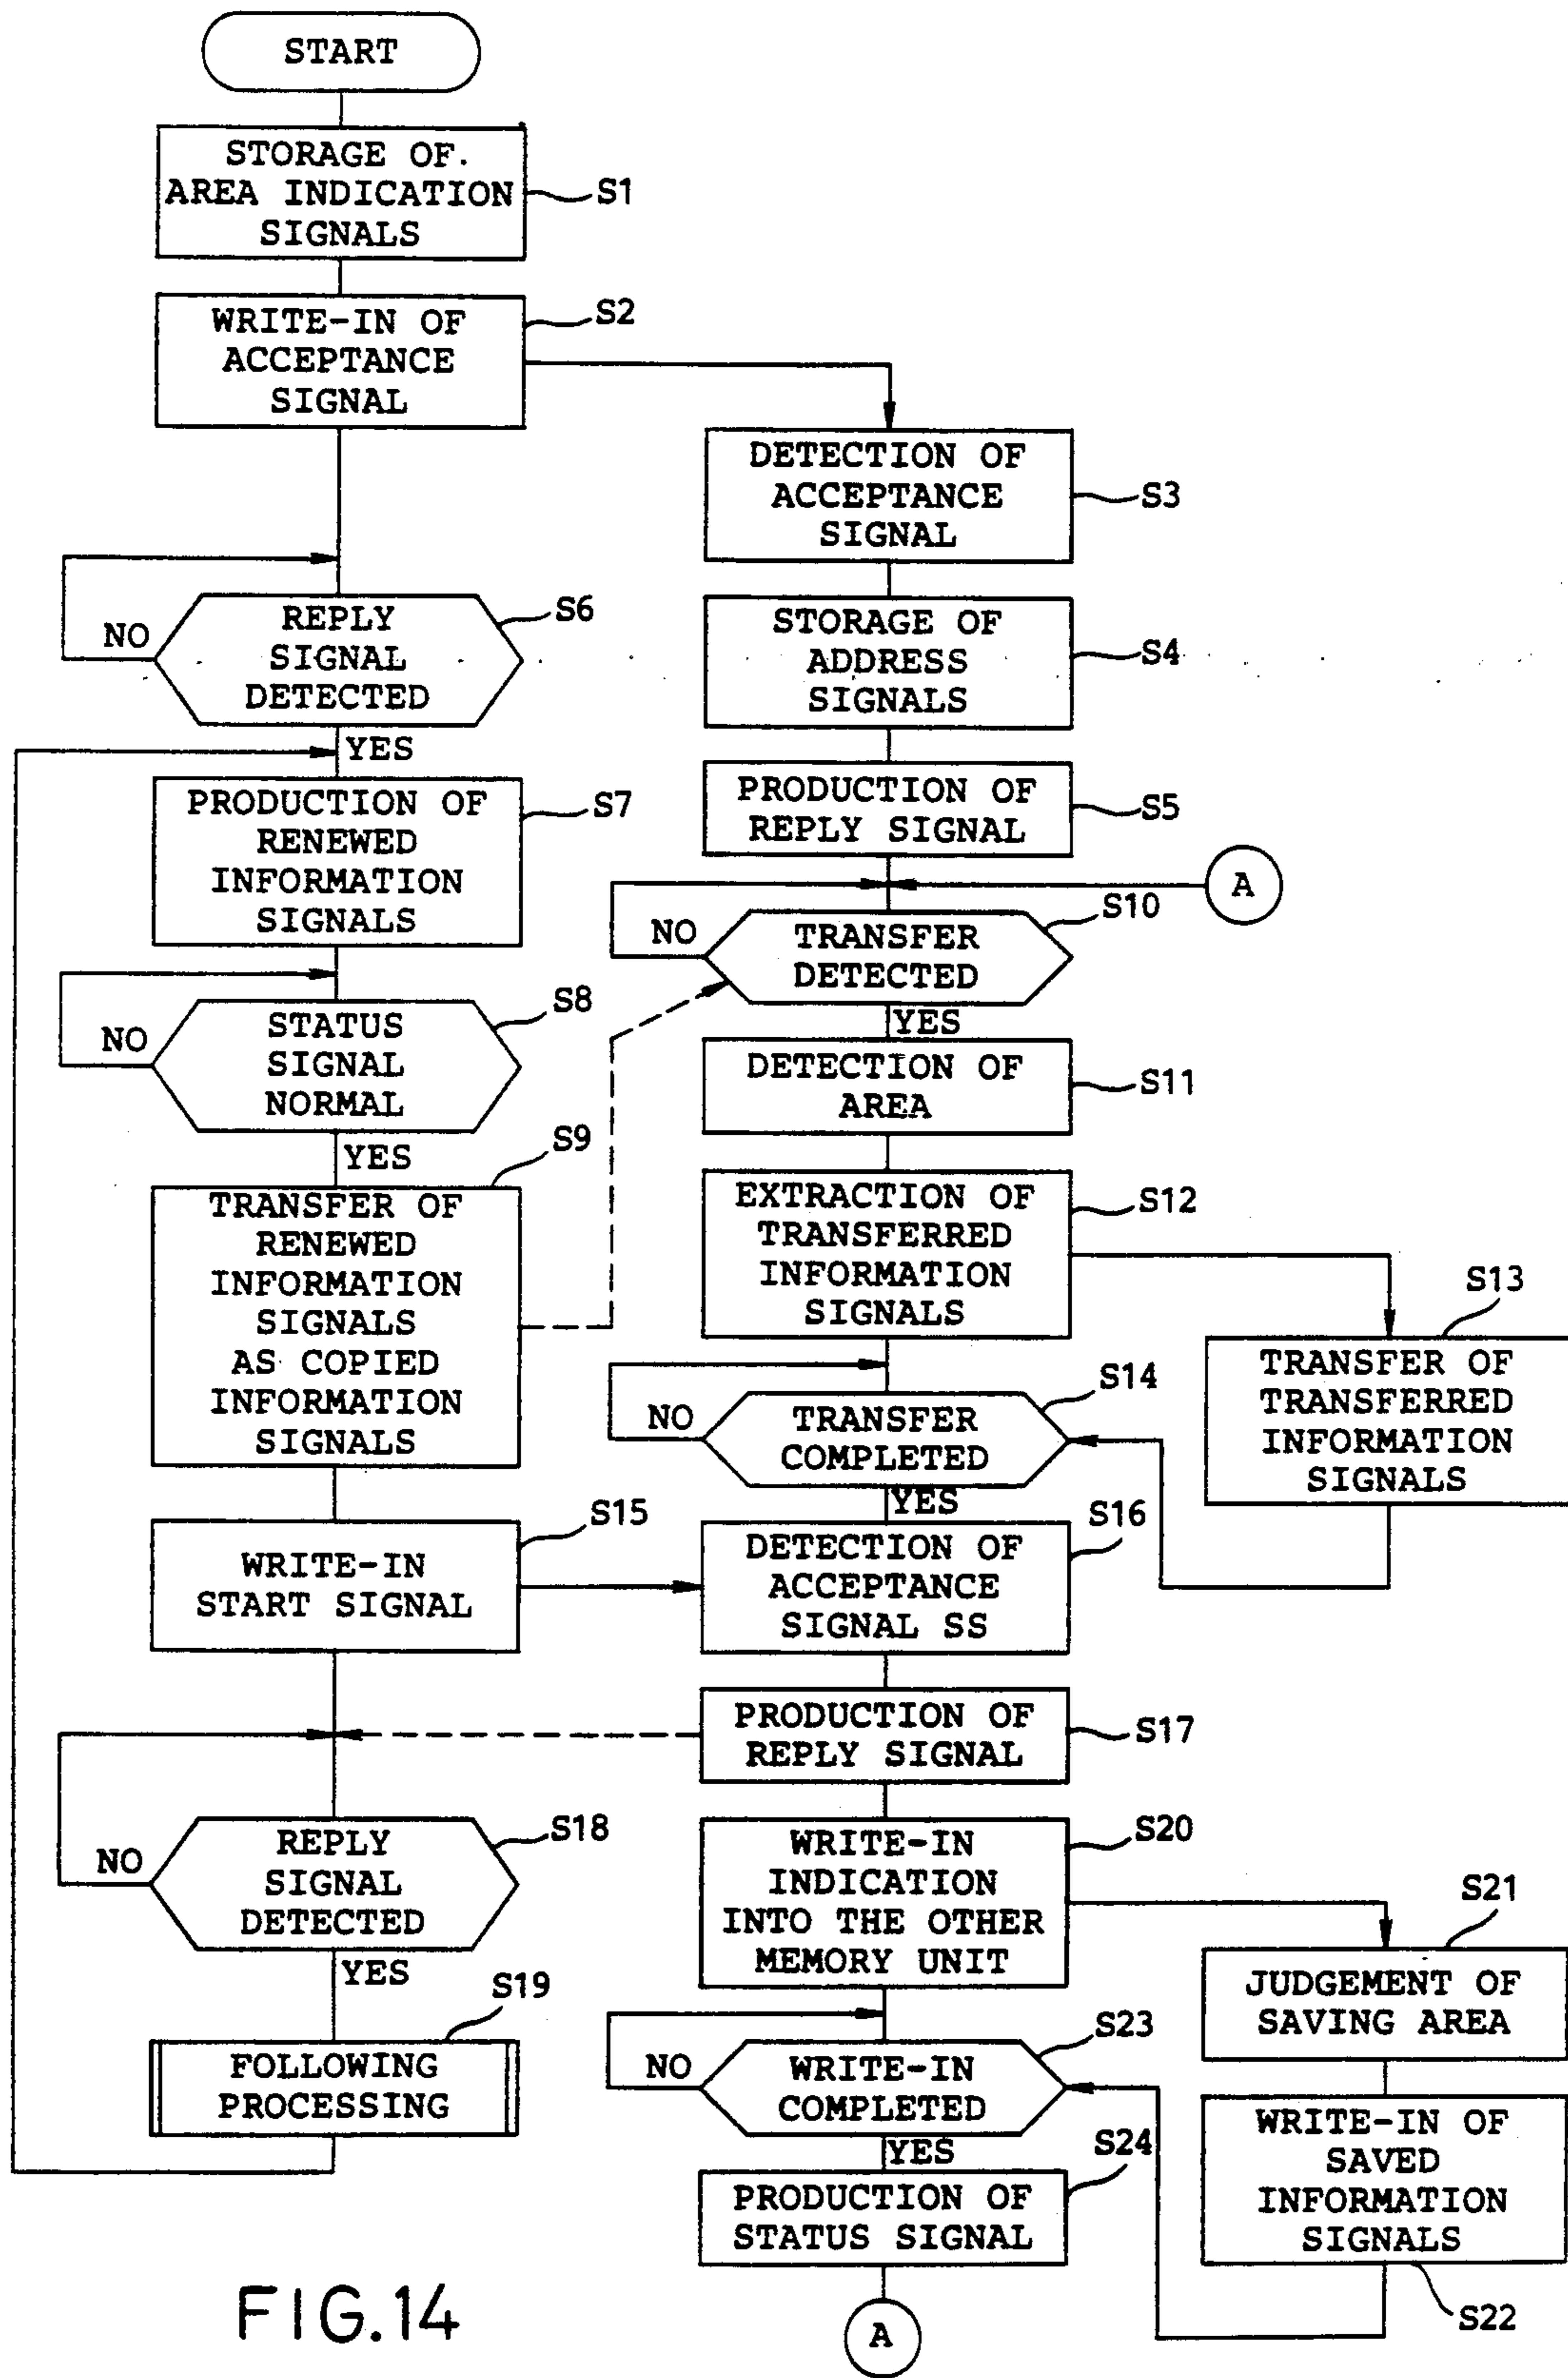 START
STORAGE OF.
AREA INDICATION
SIGNALS
S1
WRITE-IN OF
ACCEPTANCE
SIGNAL
S2
DETECTION OF
ACCEPTANCE
SIGNAL
S3
REPLY
SIGNAL
DETECTED
S6
NO
YES
STORAGE OF
ADDRESS
SIGNALS
S4
PRODUCTION OF
RENEWED
INFORMATION
SIGNALS
S7
PRODUCTION OF
REPLY SIGNAL
S5
A
STATUS
SIGNAL
NORMAL
S8
NO
YES
TRANSFER
DETECTED
S10
NO
YES
DETECTION OF
AREA
S11
TRANSFER OF
RENEWED
INFORMATION
SIGNALS
AS COPIED
INFORMATION
SIGNALS
S9
EXTRACTION OF
TRANSFERRED
INFORMATION
SIGNALS
S12
TRANSFER OF
TRANSFERRED
INFORMATION
SIGNALS
S13
TRANSFER
COMPLETED
S14
NO
YES
WRITE-IN
START SIGNAL
S15
DETECTION OF
ACCEPTANCE
SIGNAL SS
S16
PRODUCTION OF
REPLY SIGNAL
S17
REPLY
SIGNAL
DETECTED
S18
NO
YES
WRITE-IN
INDICATION
INTO THE OTHER
MEMORY UNIT
S20
JUDGEMENT OF
SAVING AREA
S21
FOLLOWING
PROCESSING
S19
WRITE-IN
COMPLETED
S23
NO
YES
WRITE-IN OF
SAVED
INFORMATION
SIGNALS
S22
PRODUCTION OF
STATUS SIGNAL
S24
A
FIG.14